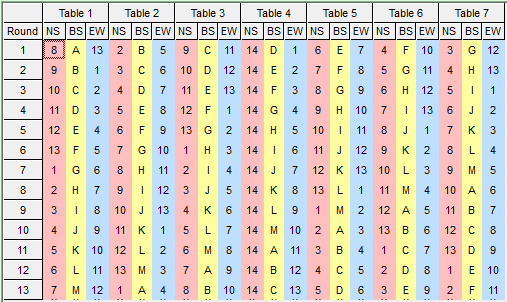 Table 1 Table 2 Table 3 Table 4 Table 5 Table 6 Table 7
Round NS BS EW NS BS EW NS BS EW NS BS EW NS BS EW NS BS EW NS BS EW
1 8 A 13 2 B 5 9 C 11 14 D 1 6 E 7 4 F 10 3 G 12
2 9 B 1 3 C 6 10 D 12 14 E 2 7 F 8 5 G 11 4 H 13
3 10 C 2 4 D 7 11 E 13 14 F 3 8 G 9 6 H 12 5 I 1
4 11 D 3 5 E 8 12 F 1 14 G 4 9 H 10 7 I 13 6 J 2
5 12 E 4 6 F 9 13 G 2 14 H 5 10 I 11 8 J 1 7 K 3
6 13 F 5 7 G 10 1 H 3 14 I 6 11 J 12 9 K 2 8 L 4
7 1 G 6 8 H 11 2 I 4 14 J 7 12 K 13 10 L 3 9 M 5
8 2 H 7 9 I 12 3 J 5 14 K 8 13 L 1 11 M 4 10 A 6
9 3 I 8 10 J 13 4 K 6 14 L 9 1 M 2 12 A 5 11 B 7
10 4 J 9 11 K 1 5 L 7 14 M 10 2 A 3 13 B 6 12 C 8
11 5 K 10 12 L 2 6 M 8 14 A 11 3 B 4 1 C 7 13 D 9
12 6 L 11 13 M 3 7 A 9 14 B 12 4 C 5 2 D 8 1 E 10
13 7 M 12 1 A 4 8 B 10 14 C 13 5 D 6 3 E 9 2 F 11